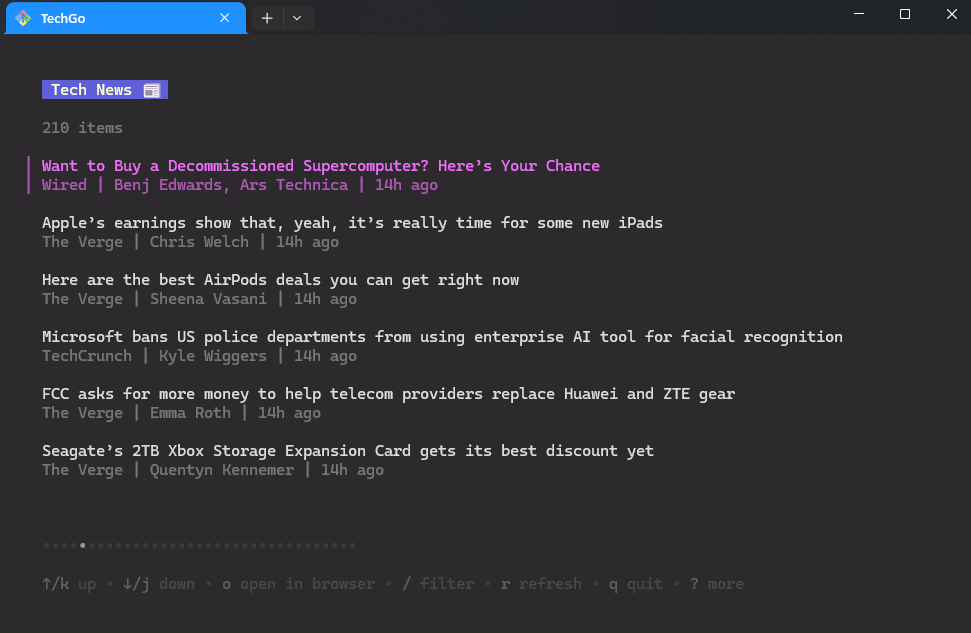 TechGo
Tech News
210 items
Want to Buy a Decommissioned Supercomputer? Here’s Your Chance
Wired | Benj Edwards, Ars Technica | 14h ago
Apple’s earnings show that, yeah, it’s really time for some new iPads
The Verge | Chris Welch | 14h ago
Here are the best AirPods deals you can get right now
The Verge | Sheena Vasani | 14h ago
Microsoft bans US police departments from using enterprise AI tool for facial recognition
TechCrunch | Kyle Wiggers | 14h ago
FCC asks for more money to help telecom providers replace Huawei and ZTE gear
The Verge | Emma Roth | 14h ago
Seagate’s 2TB Xbox Storage Expansion Card gets its best discount yet
The Verge | Quentyn Kennemer | 14h ago
↑/k up • ↓/j down • o open in browser • / filter • r refresh • q quit • ? more